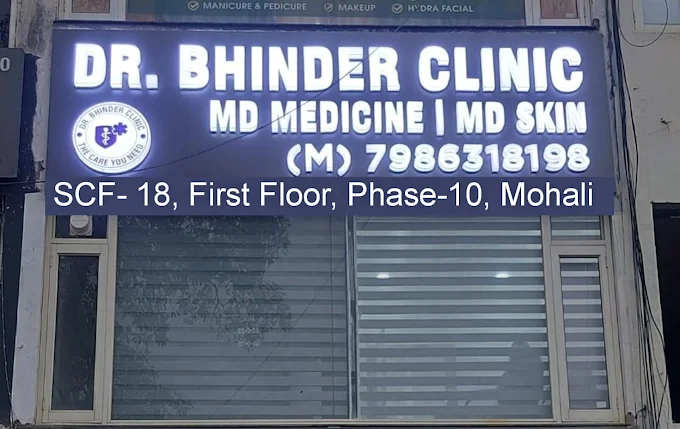 MANICURE & PEDICURE MAKEUP HYDRA FACIAL
DR. BHINDER CLINIC
DR. BHINDER CLINIC
THE CARE YOU NEED
MD MEDICINE | MD SKIN
(M) 7986318198
SCF- 18, First Floor, Phase-10, Mohali
0